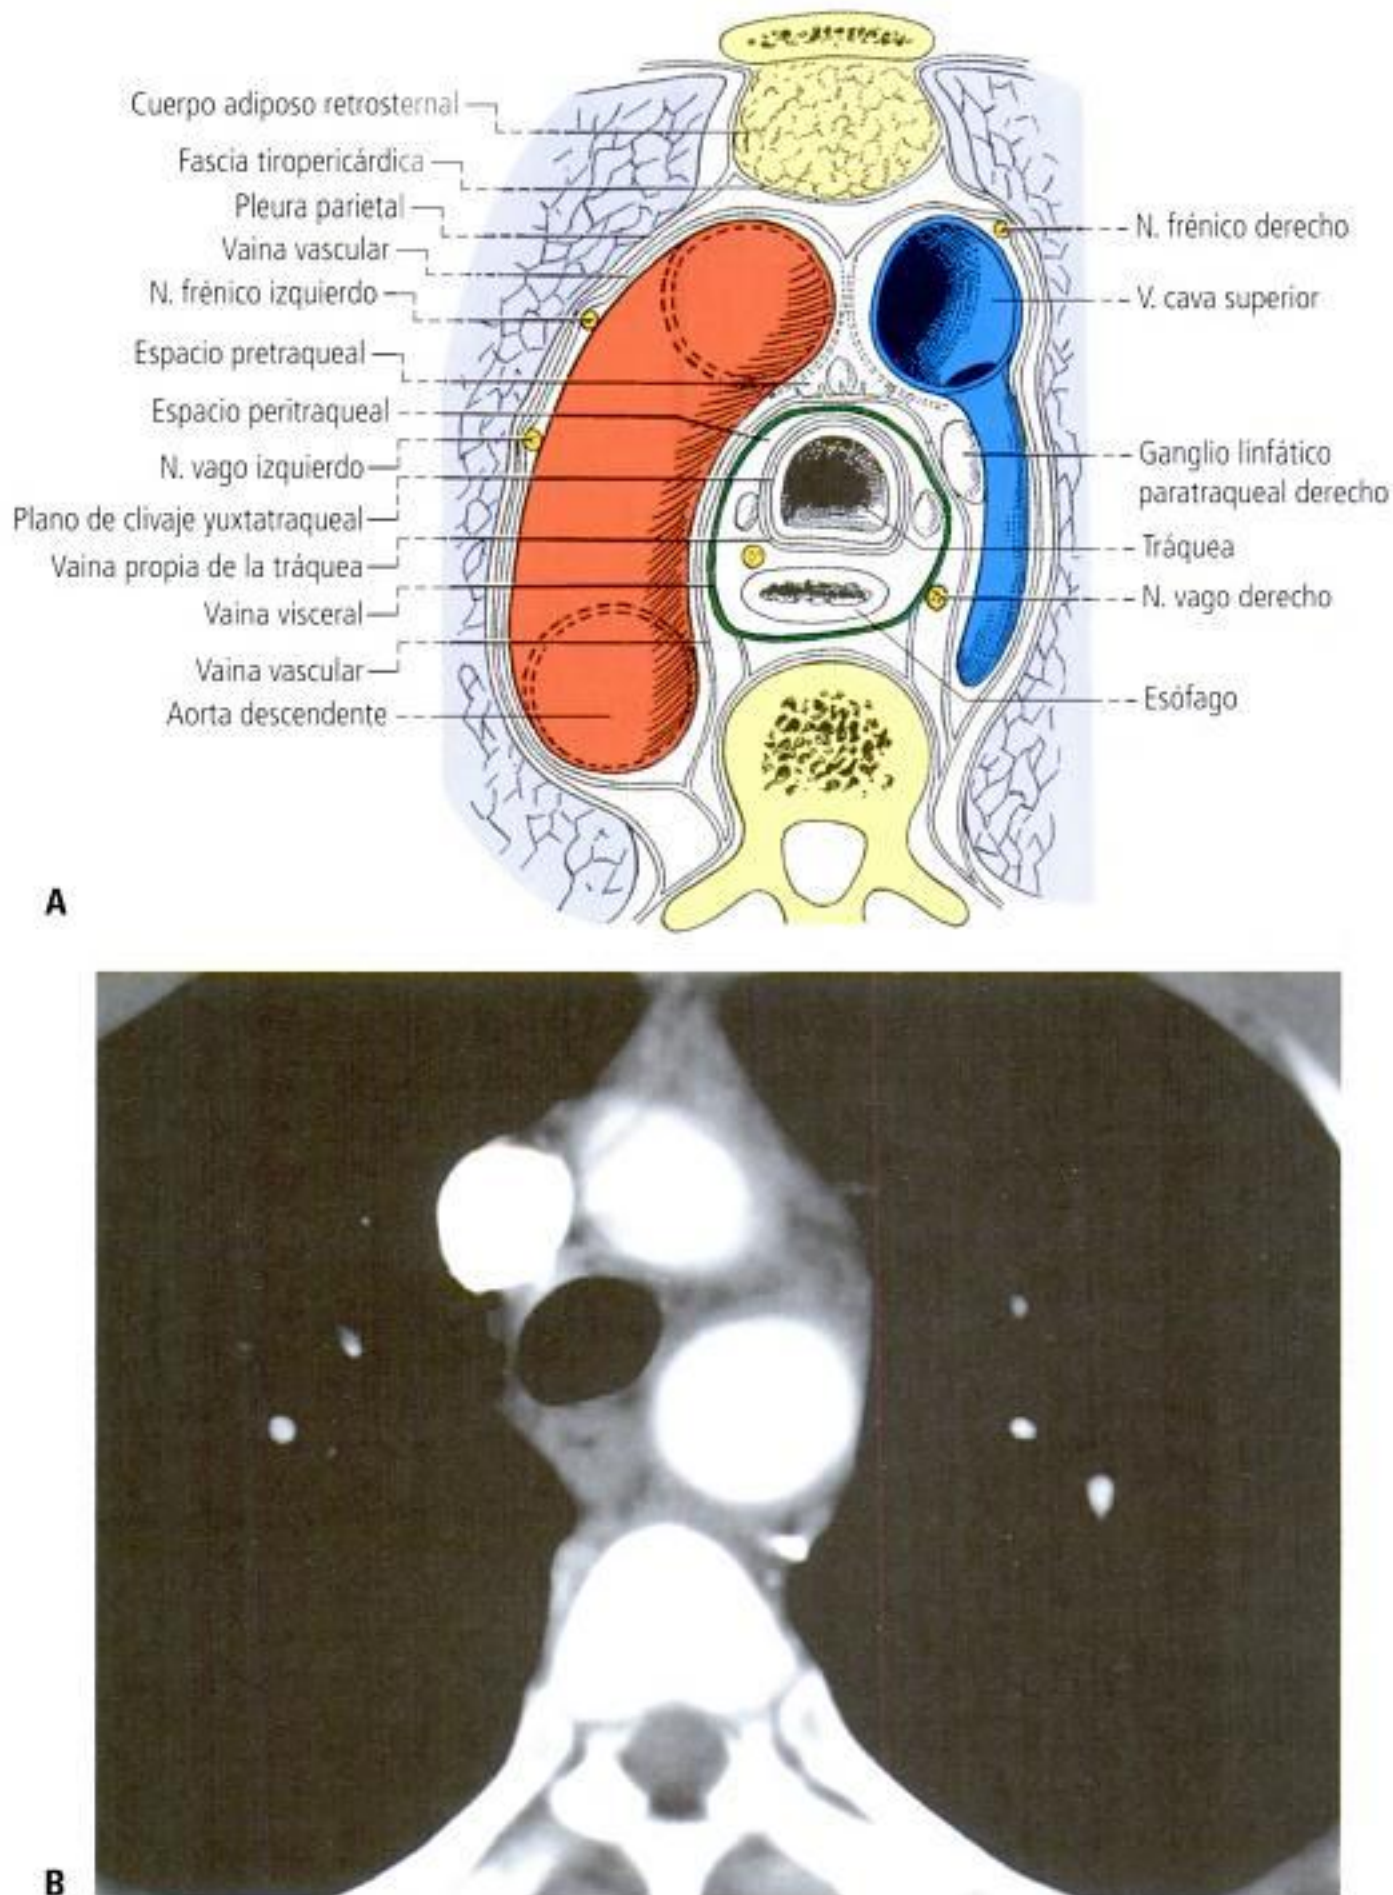 Cuerpo adiposo retrosternal
Fascia tiropericárdica
Pleura parietal
Vaina vascular
N. frénico izquierdo
Espacio pretraqueal
Espacio peritraqueal
N. vago izquierdo
Plano de clivaje yuxtatraqueal
Vaina propia de la tráquea
Vaina visceral
Vaina vascular
Aorta descendente
N. frénico derecho
V. cava superior
Ganglio linfático
paratraqueal derecho
Tráquea
N. vago derecho
Esófago
A
B